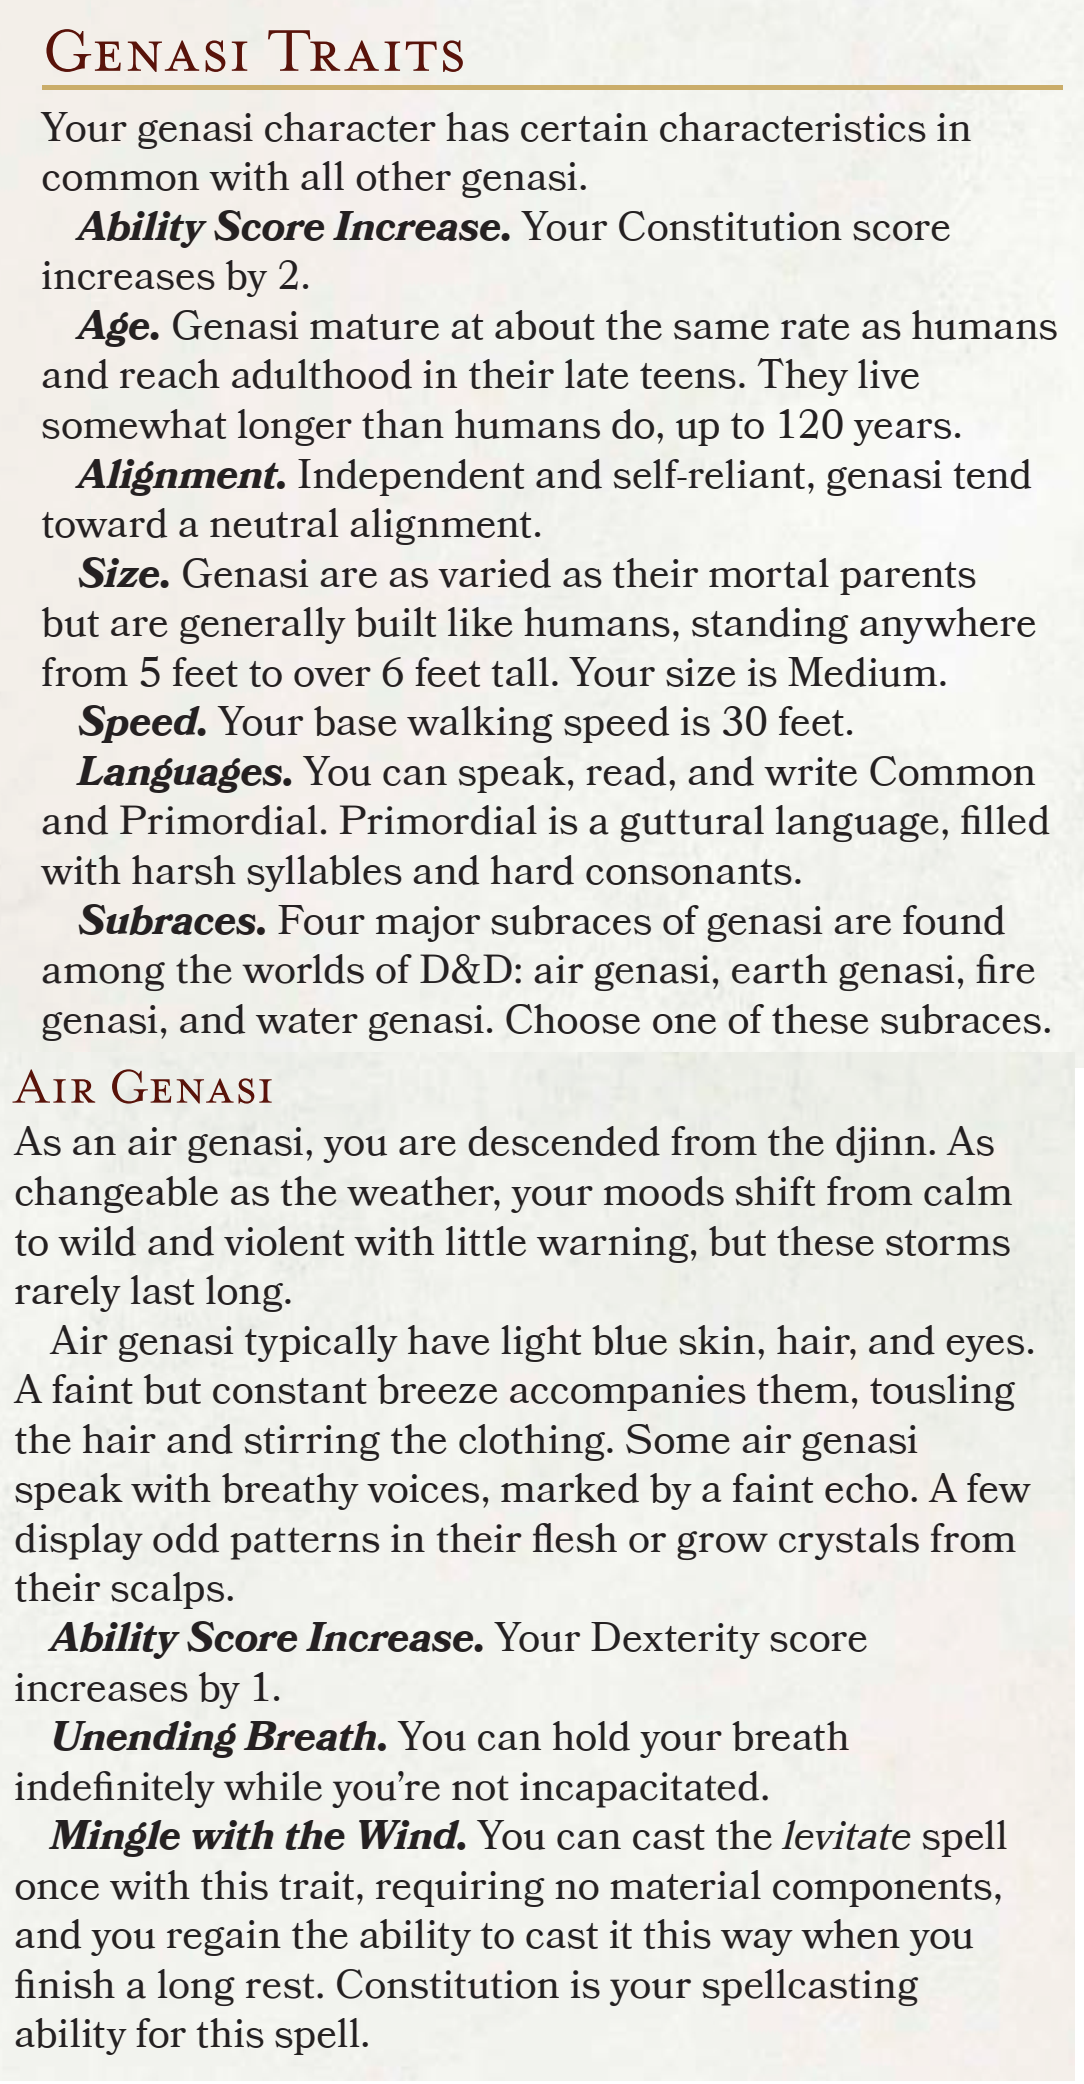 Genasi Traits
Your genasi character has certain characteristics in
common with all other genasi.
Ability Score Increase. Your Constitution score
increases by 2.
Age. Genasi mature at about the same rate as humans
and reach adulthood in their late teens. They live
somewhat longer than humans do, up to 120 years.
Alignment. Independent and self-reliant, genasi tend
toward a neutral alignment.
Size. Genasi are as varied as their mortal parents
but are generally built like humans, standing anywhere
from 5 feet to over 6 feet tall. Your size is Medium.
Speed. Your base walking speed is 30 feet.
Languages. You can speak, read, and write Common
and Primordial. Primordial is a guttural language, filled
with harsh syllables and hard consonants.
Subraces. Four major subraces of genasi are found
among the worlds of D&D: air genasi, earth genasi, fire
genasi, and water genasi. Choose one of these subraces.
Air Genasi
As an air genasi, you are descended from the djinn. As
changeable as the weather, your moods shift from calm
to wild and violent with little warning, but these storms
rarely last long.
Air genasi typically have light blue skin, hair, and eyes.
A faint but constant breeze accompanies them, tousling
the hair and stirring the clothing. Some air genasi
speak with breathy voices, marked by a faint echo. A few
display odd patterns in their flesh or grow crystals from
their scalps.
Ability Score Increase. Your Dexterity score
increases by 1.
Unending Breath. You can hold your breath
indefinitely while you're not incapacitated.
Mingle with the Wind. You can cast the levitate spell
once with this trait, requiring no material components,
and you regain the ability to cast it this way when you
finish a long rest. Constitution is your spellcasting
ability for this spell.